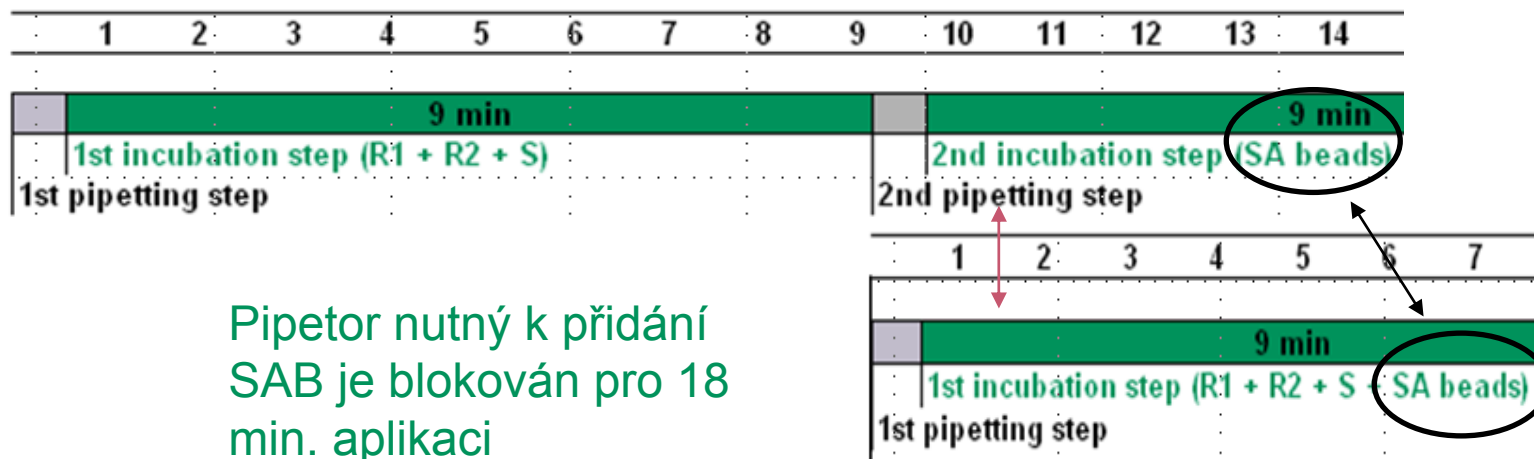 1 2 3 4 5 6 7 8 9 10 11 12 13 14
9 min 9 min
1st incubation step (R1 + R2 + S) 2nd incubation step (SA beads)
1st pipetting step 2nd pipetting step
1 2 3 4 5 6 7
9 min
1st incubation step (R1 + R2 + S + SA beads)
1st pipetting step
Pipetor nutný k přidání
SAB je blokován pro 18
min. aplikaci